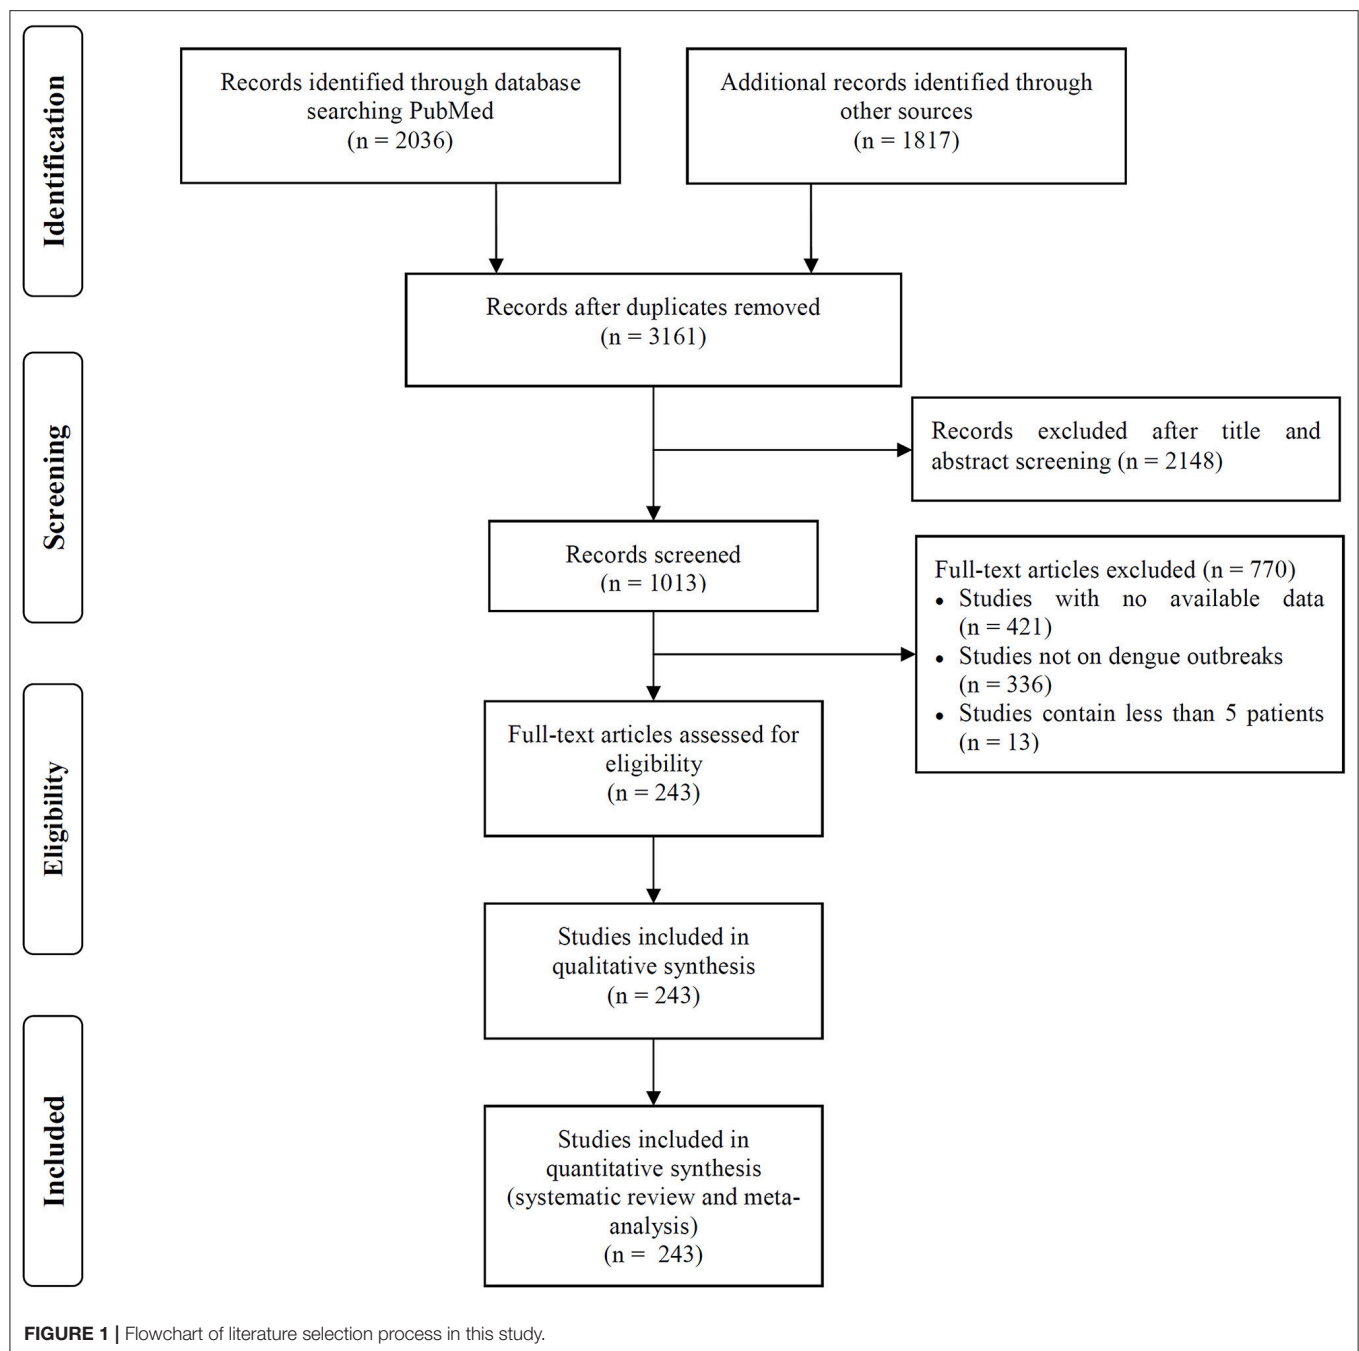 Identification
Records identified through database
searching PubMed
(n = 2036)
Additional records identified through
other sources
(n = 1817)
Records after duplicates removed
(n = 3161)
Screening
Records excluded after title and
abstract screening (n = 2148)
Records screened
(n = 1013)
Full-text articles excluded (n = 770)
• Studies with no available data
(n = 421)
• Studies not on dengue outbreaks
(n = 336)
• Studies contain less than 5 patients
(n = 13)
Eligibility
Full-text articles assessed for
eligibility
(n = 243)
Studies included in
qualitative synthesis
(n = 243)
Included
Studies included in
quantitative synthesis
(systematic review and meta-
analysis)
(n = 243)
FIGURE 1 | Flowchart of literature selection process in this study.